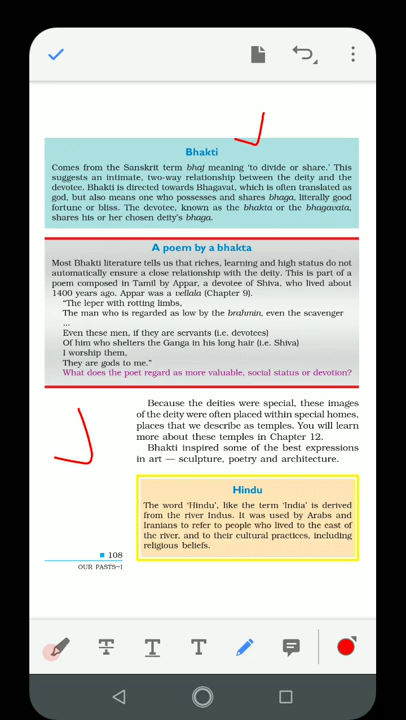 Bhakti
Comes from the Sanskrit term bhaj meaning ‘to divide or share.’ This
suggests an intimate, two-way relationship between the deity and the
devotee. Bhakti is directed towards Bhagavat, which is often translated as
god, but also means one who possesses and shares bhaga, literally good
fortune or bliss. The devotee, known as the bhakta or the bhagavata,
shares his or her chosen deity’s bhaga.
A poem by a bhakta
Most Bhakti literature tells us that riches, learning and high status do not
automatically ensure a close relationship with the deity. This is part of a
poem composed in Tamil by Appar, a devotee of Shiva, who lived about
1400 years ago. Appar was a vellala (Chapter 9).
“The leper with rotting limbs,
The man who is regarded as low by the brahmin, even the scavenger
...
Even these men, if they are servants (i.e. devotees)
Of him who shelters the Ganga in his long hair (i.e. Shiva)
I worship them,
They are gods to me.”
What does the poet regard as more valuable, social status or devotion?
Because the deities were special, these images
of the deity were often placed within special homes,
places that we describe as temples. You will learn
more about these temples in Chapter 12.
Bhakti inspired some of the best expressions
in art — sculpture, poetry and architecture.
Hindu
The word ‘Hindu’, like the term ‘India’ is derived
from the river Indus. It was used by Arabs and
Iranians to refer to people who lived to the east of
the river, and to their cultural practices, including
religious beliefs.
108
OUR PASTS–I